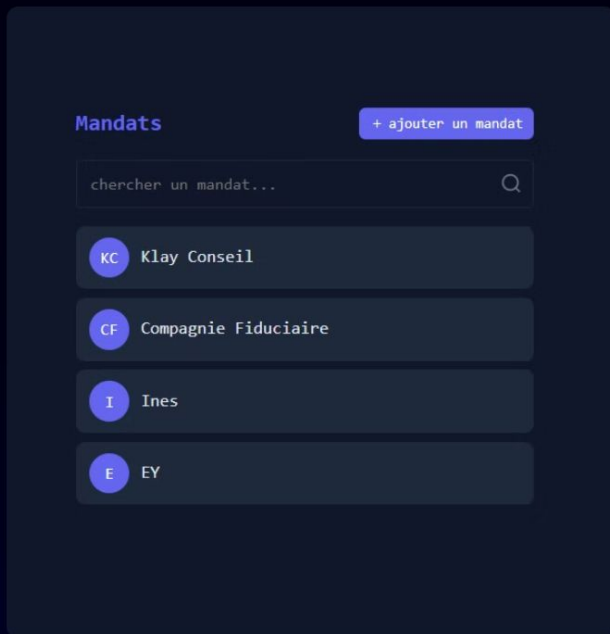 Mandats
+ ajouter un mandat
chercher un mandat...
KC Klay Conseil
CF Compagnie Fiduciaire
I Ines
E EY